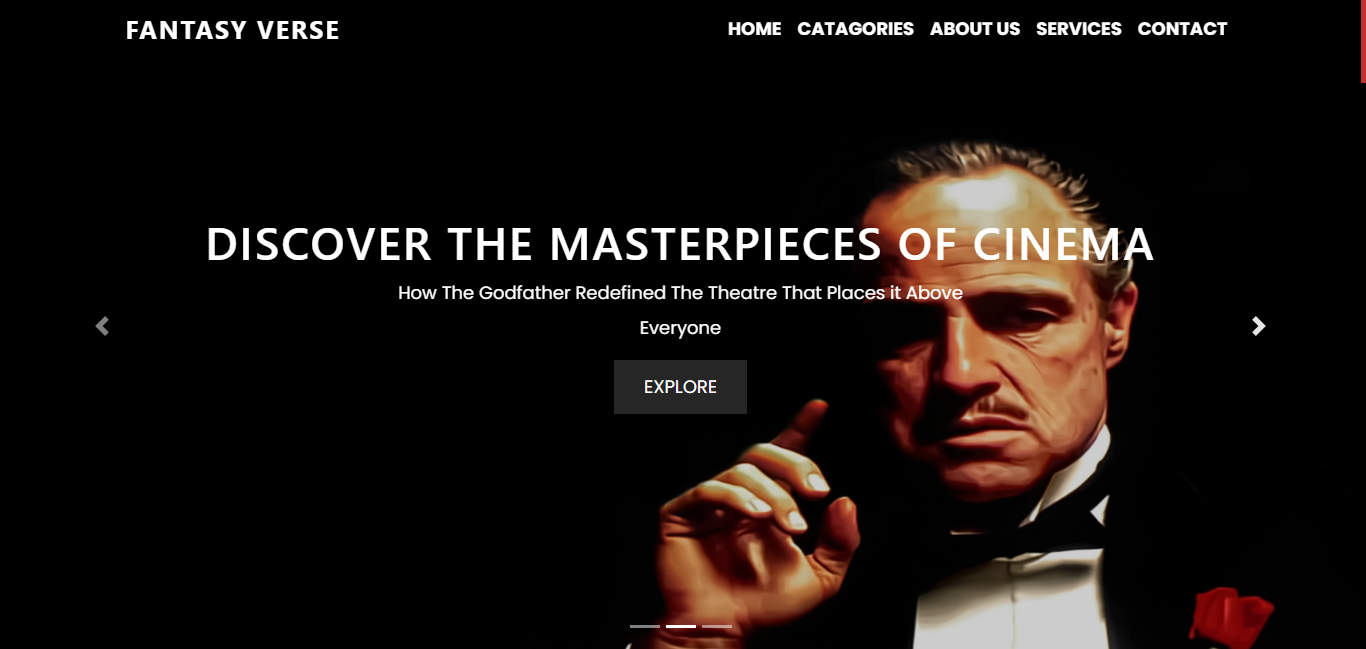 FANTASY VERSE
HOME CATAGORIES ABOUT US SERVICES CONTACT
DISCOVER THE MASTERPIECES OF CINEMA
How The Godfather Redefined The Theatre That Places it Above
Everyone
EXPLORE